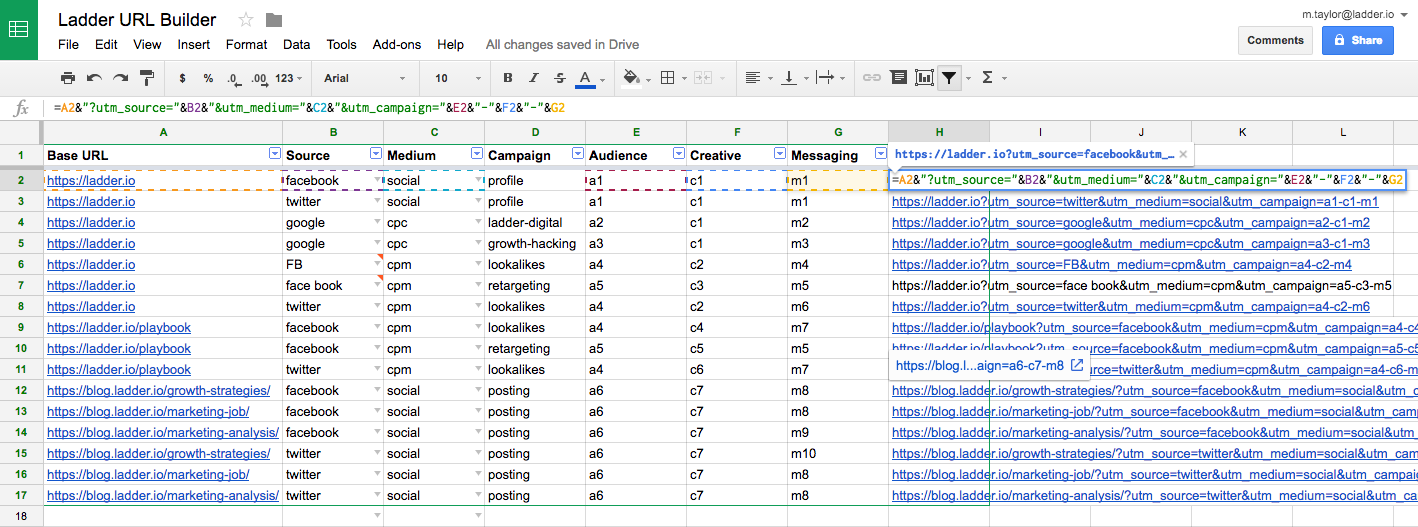 Ladder URL Builder
m.taylor@ladder.io
File Edit View Insert Format Data Tools Add-ons Help All changes saved in Drive
Comments Share
$ % .0 .00 123 Arial 10 B I S A Σ
fx =A2&"?utm_source="&B2&"&utm_medium="&C2&"&utm_campaign="&E2&"-"&F2&"-"&G2
A B C D E F G H I J K L
1 Base URL Source Medium Campaign Audience Creative Messaging https://ladder.io?utm_source=facebook&utm_… ×
2 https://ladder.io facebook social profile a1 c1 m1 =A2&"?utm_source="&B2&"&utm_medium="&C2&"&utm_campaign="&E2&"-"&F2&"-"&G2
3 https://ladder.io twitter social profile a1 c1 m1 https://ladder.io?utm_source=twitter&utm_medium=social&utm_campaign=a1-c1-m1
4 https://ladder.io google cpc ladder-digital a2 c1 m2 https://ladder.io?utm_source=google&utm_medium=cpc&utm_campaign=a2-c1-m2
5 https://ladder.io google cpc growth-hacking a3 c1 m3 https://ladder.io?utm_source=google&utm_medium=cpc&utm_campaign=a3-c1-m3
6 https://ladder.io FB cpm lookalikes a4 c2 m4 https://ladder.io?utm_source=FB&utm_medium=cpm&utm_campaign=a4-c2-m4
7 https://ladder.io face book cpm retargeting a5 c3 m5 https://ladder.io?utm_source=face book&utm_medium=cpm&utm_campaign=a5-c3-m5
8 https://ladder.io twitter cpm lookalikes a4 c2 m6 https://ladder.io?utm_source=twitter&utm_medium=cpm&utm_campaign=a4-c2-m6
9 https://ladder.io/playbook facebook cpm lookalikes a4 c4 m7 https://ladder.io/playbook?utm_source=facebook&utm_medium=cpm&utm_campaign=a4-c4
10 https://ladder.io/playbook facebook cpm retargeting a5 c5 m5 https://ladder.io/playbook?utm_source=facebook&utm_medium=cpm&utm_campaign=a5-c5
11 https://ladder.io/playbook twitter cpm lookalikes a4 c6 m7 https://blog.l...aign=a6-c7-m8 rce=twitter&utm_medium=cpm&utm_campaign=a4-c6-m
12 https://blog.ladder.io/growth-strategies/ facebook social posting a6 c7 m8 https://blog.ladder.io/growth-strategies/?utm_source=facebook&utm_medium=social&utm_
13 https://blog.ladder.io/marketing-job/ facebook social posting a6 c7 m8 https://blog.ladder.io/marketing-job/?utm_source=facebook&utm_medium=social&utm_camp
14 https://blog.ladder.io/marketing-analysis/ facebook social posting a6 c7 m9 https://blog.ladder.io/marketing-analysis/?utm_source=facebook&utm_medium=social&utm
15 https://blog.ladder.io/growth-strategies/ twitter social posting a6 c7 m10 https://blog.ladder.io/growth-strategies/?utm_source=twitter&utm_medium=social&utm_cam
16 https://blog.ladder.io/marketing-job/ twitter social posting a6 c7 m8 https://blog.ladder.io/marketing-job/?utm_source=twitter&utm_medium=social&utm_campai
17 https://blog.ladder.io/marketing-analysis/ twitter social posting a6 c7 m8 https://blog.ladder.io/marketing-analysis/?utm_source=twitter&utm_medium=social&utm_c
18